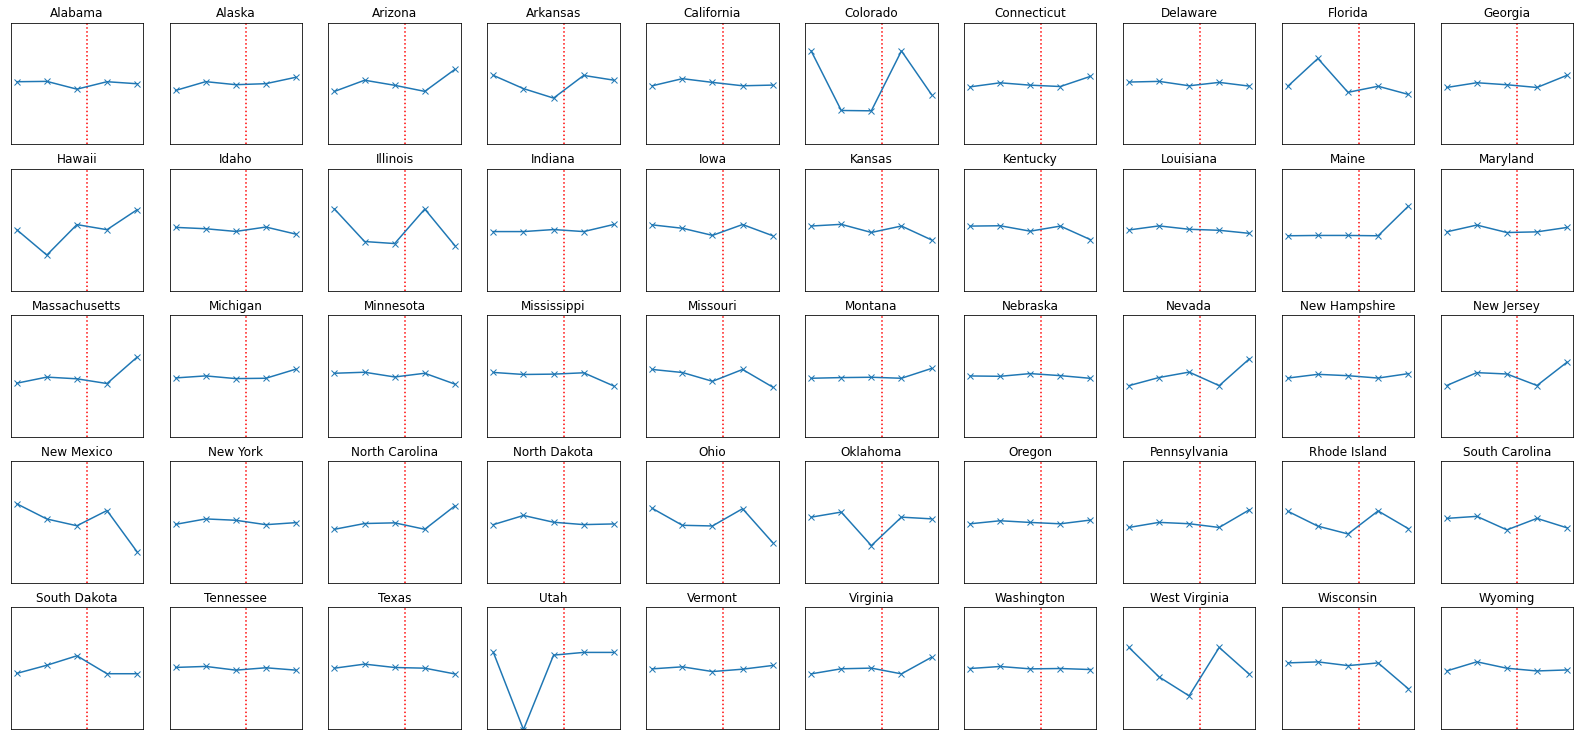 Alabama Alaska Arizona Arkansas California Colorado Connecticut Delaware Florida Georgia
Hawaii Idaho Illinois Indiana Iowa Kansas Kentucky Louisiana Maine Maryland
Massachusetts Michigan Minnesota Mississippi Missouri Montana Nebraska Nevada New Hampshire New Jersey
New Mexico New York North Carolina North Dakota Ohio Oklahoma Oregon Pennsylvania Rhode Island South Carolina
South Dakota Tennessee Texas Utah Vermont Virginia Washington West Virginia Wisconsin Wyoming